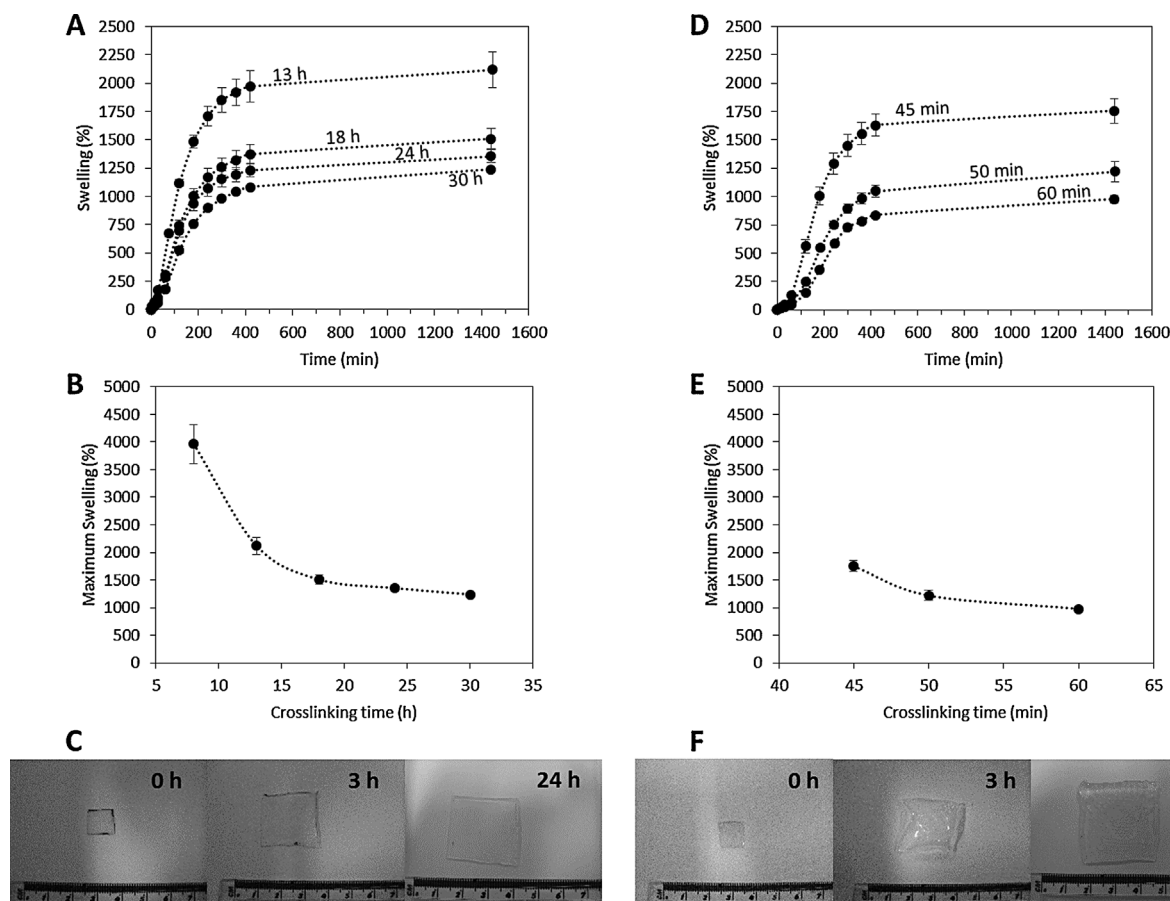 A
2500
2250
2000
1750
1500
1250
1000
750
500
250
0
Swelling (%)
13 h
18 h
24 h
30 h
0 200 400 600 800 1000 1200 1400 1600
Time (min)
D
2500
2250
2000
1750
1500
1250
1000
750
500
250
0
Swelling (%)
45 min
50 min
60 min
0 200 400 600 800 1000 1200 1400 1600
Time (min)
B
5000
4500
4000
3500
3000
2500
2000
1500
1000
500
0
Maximum Swelling (%)
5 10 15 20 25 30 35
Crosslinking time (h)
E
5000
4500
4000
3500
3000
2500
2000
1500
1000
500
0
Maximum Swelling (%)
40 45 50 55 60 65
Crosslinking time (min)
C
0 h 3 h 24 h
F
0 h 3 h